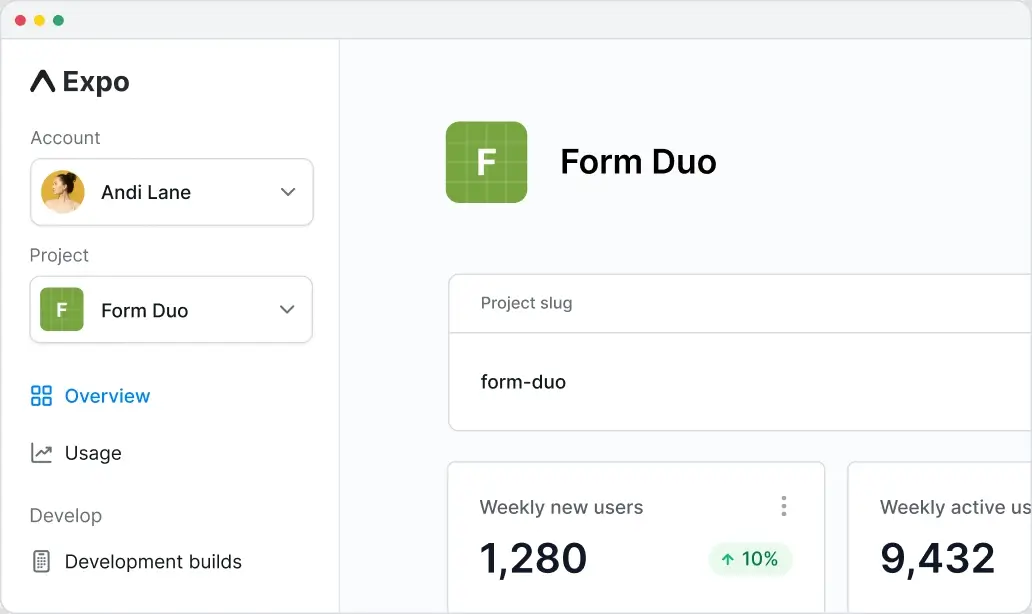 Expo
Account
Andi Lane
Project
F Form Duo
Overview
Usage
Develop
Development builds
F Form Duo
Project slug
form-duo
Weekly new users
1,280 10%
Weekly active us
9,432